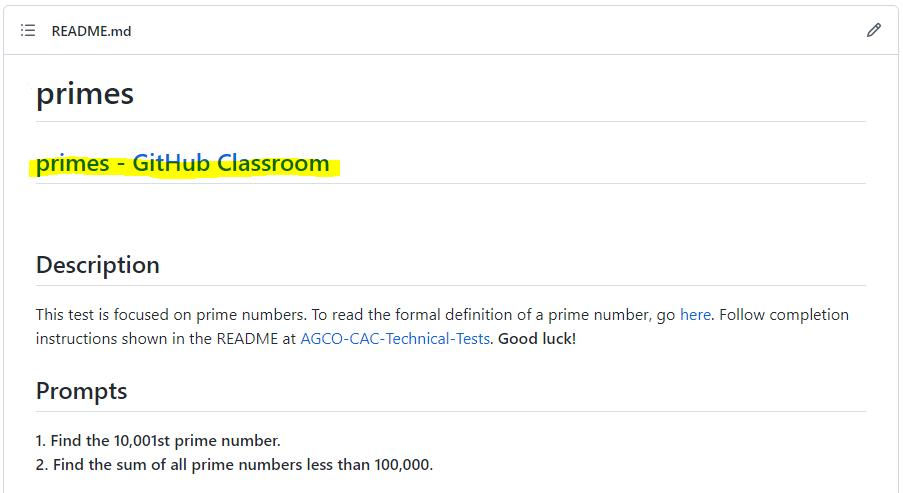 README.md
primes
primes - GitHub Classroom
Description
This test is focused on prime numbers. To read the formal definition of a prime number, go here. Follow completion
instructions shown in the README at AGCO-CAC-Technical-Tests. Good luck!
Prompts
1. Find the 10,001st prime number.
2. Find the sum of all prime numbers less than 100,000.